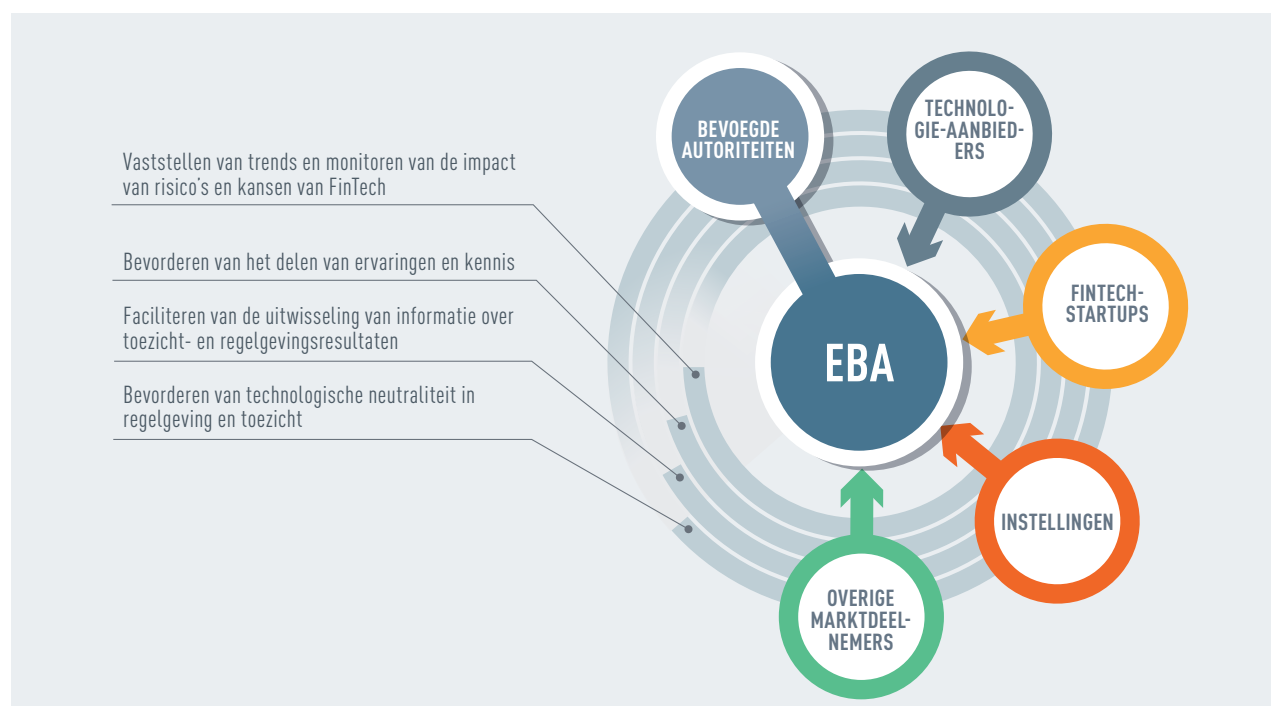 Vaststellen van trends en monitoren van de impact
van risico's en kansen van FinTech
Bevorderen van het delen van ervaringen en kennis
Faciliteren van de uitwisseling van informatie over
toezicht- en regelgevingsresultaten
Bevorderen van technologische neutraliteit in
regelgeving en toezicht
BEVOEGDE
AUTORITEITEN
TECHNOLO-
GIE-AANBIED-
ERS
FINTECH-
STARTUPS
EBA
INSTELLINGEN
OVERIGE
MARKTDEEL-
NEMERS